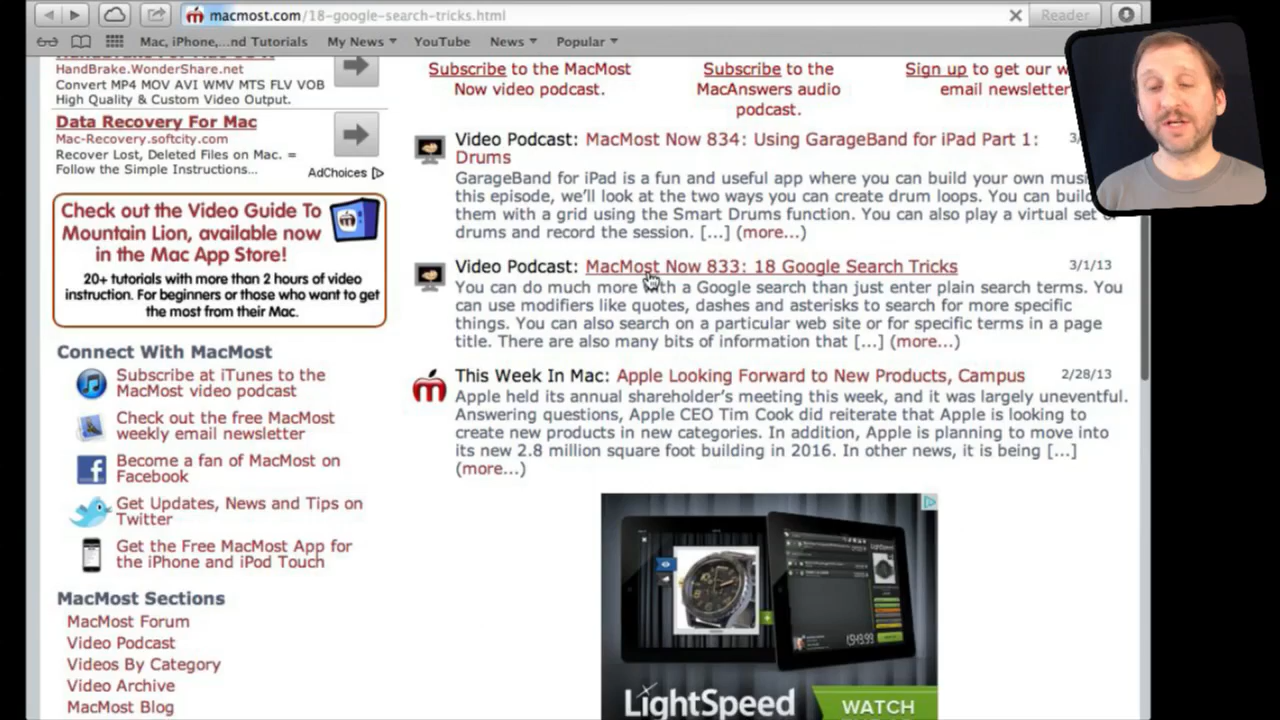 macmost.com/18-google-search-tricks.html
Reader
Mac, iPhone,...nd Tutorials
My News
YouTube
News
Popular
HandBrake.WonderShare.net
Convert MP4 MOV AVI WMV MTS FLV VOB
High Quality & Custom Video Output.
Data Recovery For Mac
Mac-Recovery.softcity.com
Recover Lost, Deleted Files on Mac. =
Follow the Simple Instructions...
AdChoices
Check out the Video Guide To
Mountain Lion, available now
in the Mac App Store!
20+ tutorials with more than 2 hours of video
instruction. For beginners or those who want to get
the most from their Mac.
Connect With MacMost
Subscribe at iTunes to the
MacMost video podcast
Check out the free MacMost
weekly email newsletter
Become a fan of MacMost on
Facebook
Get Updates, News and Tips on
Twitter
Get the Free MacMost App for
the iPhone and iPod Touch
MacMost Sections
MacMost Forum
Video Podcast
Videos By Category
Video Archive
MacMost Blog
Subscribe to the MacMost
Now video podcast.
Subscribe to the
MacAnswers audio
podcast.
Sign up to get our
email newsletter
Video Podcast: MacMost Now 834: Using GarageBand for iPad Part 1:
Drums
GarageBand for iPad is a fun and useful app where you can build your own
this episode, we'll look at the two ways you can create drum loops. You can build
them with a grid using the Smart Drums function. You can also play a virtual set
drums and record the session. [...] (more...)
Video Podcast: MacMost Now 833: 18 Google Search Tricks
3/1/13
You can do much more with a Google search than just enter plain search terms. You
can use modifiers like quotes, dashes and asterisks to search for more specific
things. You can also search on a particular web site or for specific terms in a page
title. There are also many bits of information that [...] (more...)
This Week In Mac: Apple Looking Forward to New Products, Campus
2/28/13
Apple held its annual shareholder's meeting this week, and it was largely uneventful.
Answering questions, Apple CEO Tim Cook did reiterate that Apple is looking to
create new products in new categories. In addition, Apple is planning to move into
its new 2.8 million square foot building in 2016. In other news, it is being [...]
(more...)
LightSpeed
WATCH